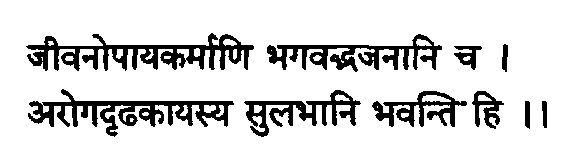 जीवनोपायकर्माणि भगवद्भजनानि च ।
अरोगदृढकायस्य सुलभानि भवन्ति हि ।।